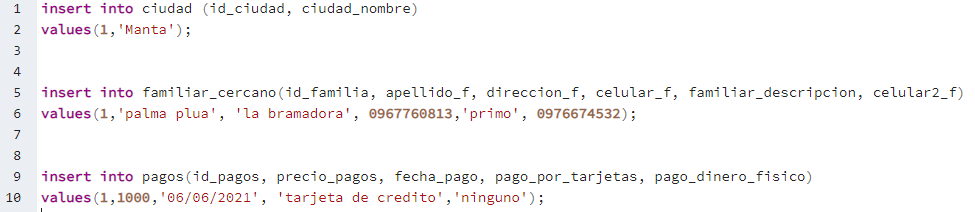 1 insert into ciudad (id_ciudad, ciudad_nombre)
2 values(1,'Manta');
3
4
5 insert into familiar_cercano(id_familia, apellido_f, direccion_f, celular_f, familiar_descripcion, celular2_f)
6 values(1,'palma plua', 'la bramadora', 0967760813,'primo', 0976674532);
7
8
9 insert into pagos(id_pagos, precio_pagos, fecha_pago, pago_por_tarjetas, pago_dinero_fisico)
10 values(1,1000,'06/06/2021', 'tarjeta de credito','ninguno');